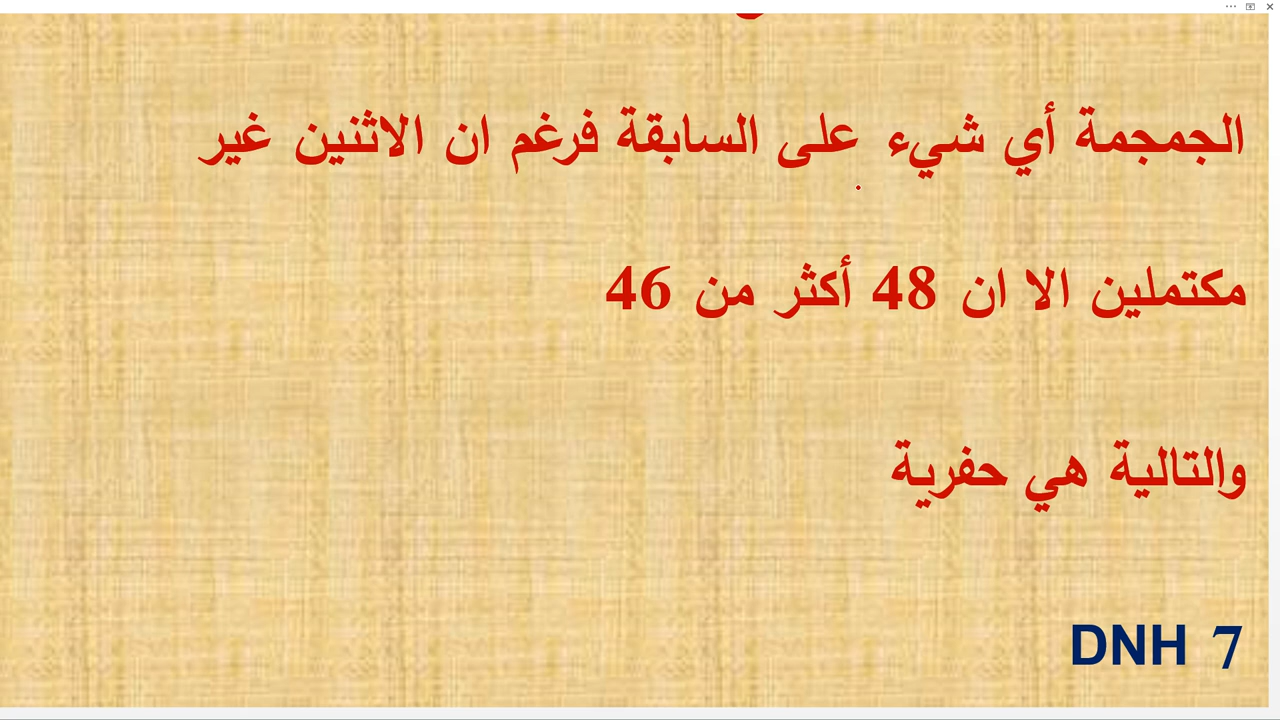 الجمجمة أي شيء على السابقة فرغم ان الاثنين غير
مكتملين الا ان 48 أكثر من 46
والتالية هي حفرية
DNH 7